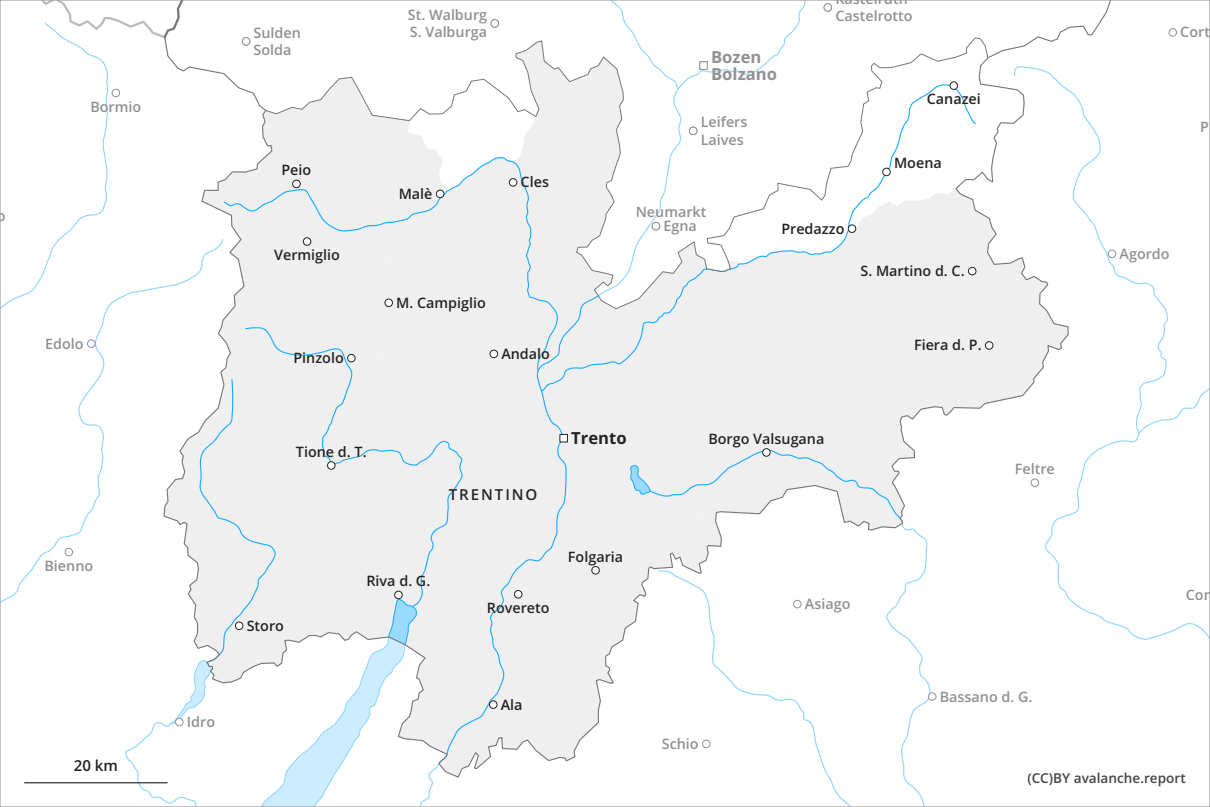 Kastelruth
Castelrotto
St. Walburg
S. Valburga
Sulden
Solda
Cort
Bozen
Bolzano
Bormio
Canazei
Leifers
Laives
P
Moena
Peio
Malè
Cles
Neumarkt
Egna
Predazzo
Agordo
Vermiglio
S. Martino d. C.
M. Campiglio
Edolo
Pinzolo
Andalo
Fiera d. P.
Trento
Borgo Valsugana
Tione d. T.
Feltre
TRENTINO
Bienno
Folgaria
Riva d. G.
Rovereto
Asiago
Cor
Storo
Bassano d. G.
Ala
Idro
Schio
20 km
(CC)BY avalanche.report